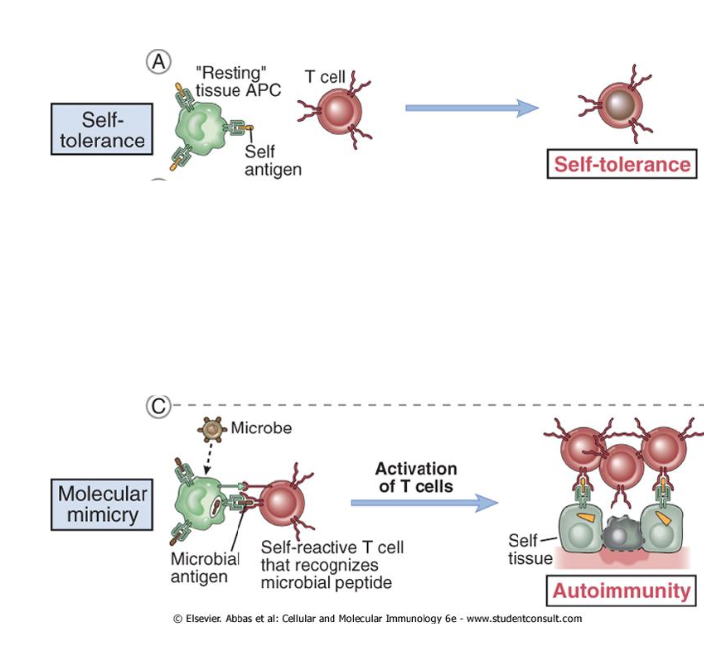 A
"Resting"
tissue APC
T cell
Self-
tolerance
Self
antigen
Self-tolerance
C
Microbe
Activation
of T cells
Molecular
mimicry
Microbial
antigen
Self-reactive T cell
that recognizes
microbial peptide
Self
tissue
Autoimmunity
© Elsevier. Abbas et al: Cellular and Molecular Immunology 6e - www.studentconsult.com